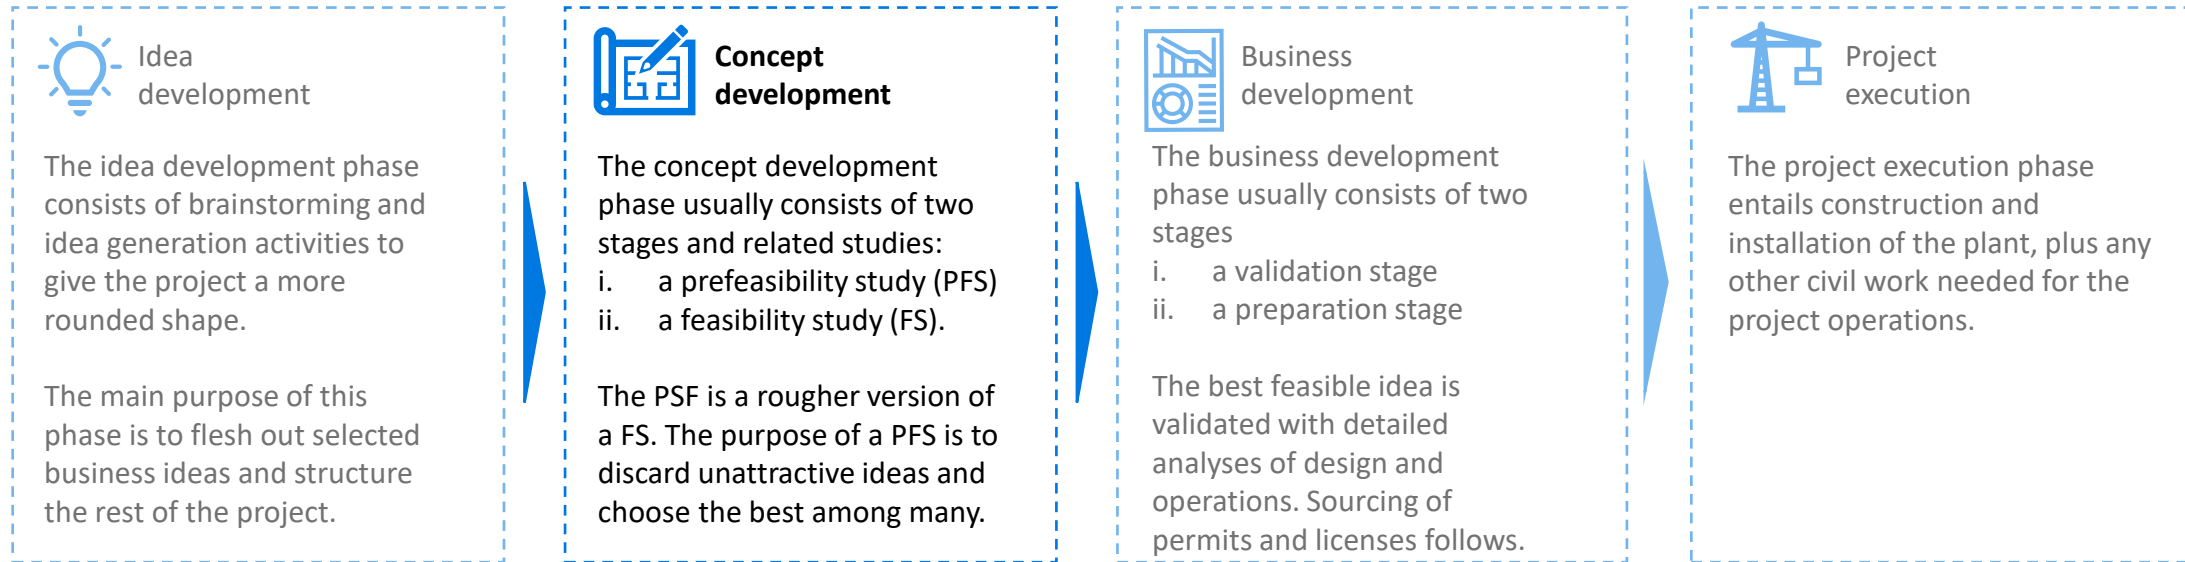 Idea
development
The idea development phase
consists of brainstorming and
idea generation activities to
give the project a more
rounded shape.
The main purpose of this
phase is to flesh out selected
business ideas and structure
the rest of the project.
Concept
development
The concept development
phase usually consists of two
stages and related studies:
i. a prefeasibility study (PFS)
ii. a feasibility study (FS).
The PSF is a rougher version of
a FS. The purpose of a PFS is to
discard unattractive ideas and
choose the best among many.
Business
development
The business development
phase usually consists of two
stages
i. a validation stage
ii. a preparation stage
The best feasible idea is
validated with detailed
analyses of design and
operations. Sourcing of
permits and licenses follows.
Project
execution
The project execution phase
entails construction and
installation of the plant, plus any
other civil work needed for the
project operations.